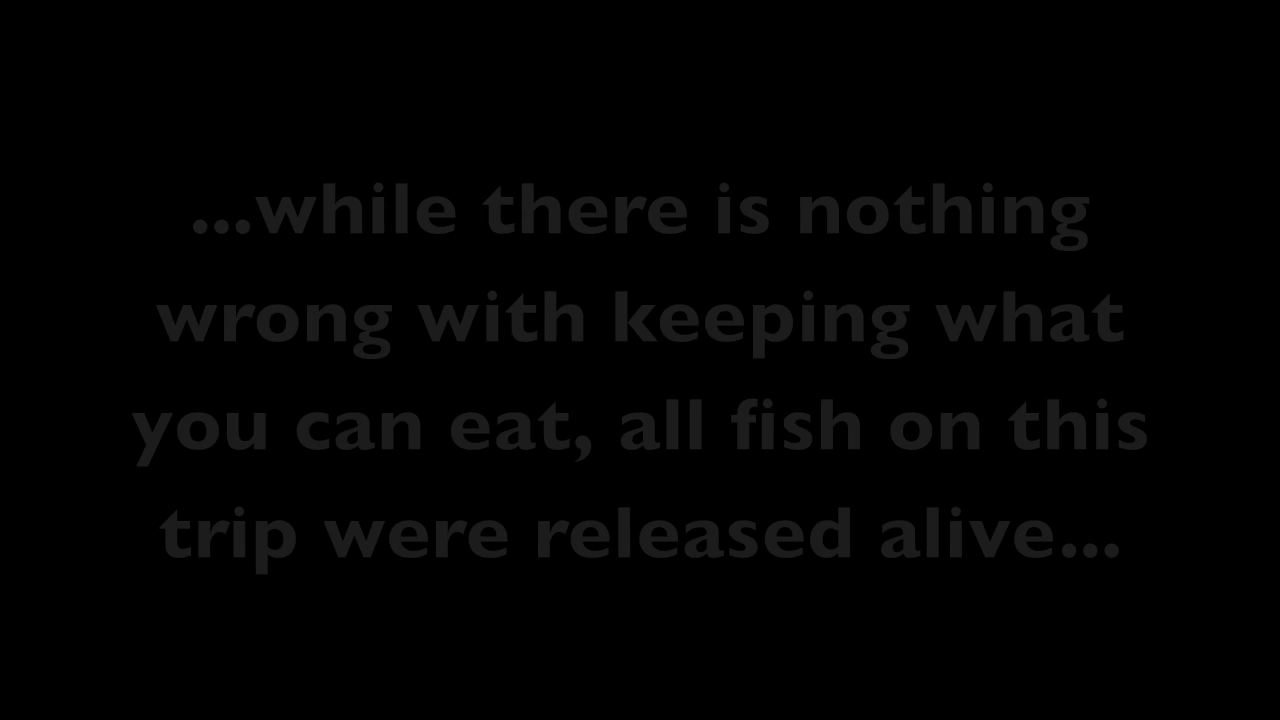 ...while there is nothing
wrong with keeping what
you can eat, all fish on this
trip were released alive...